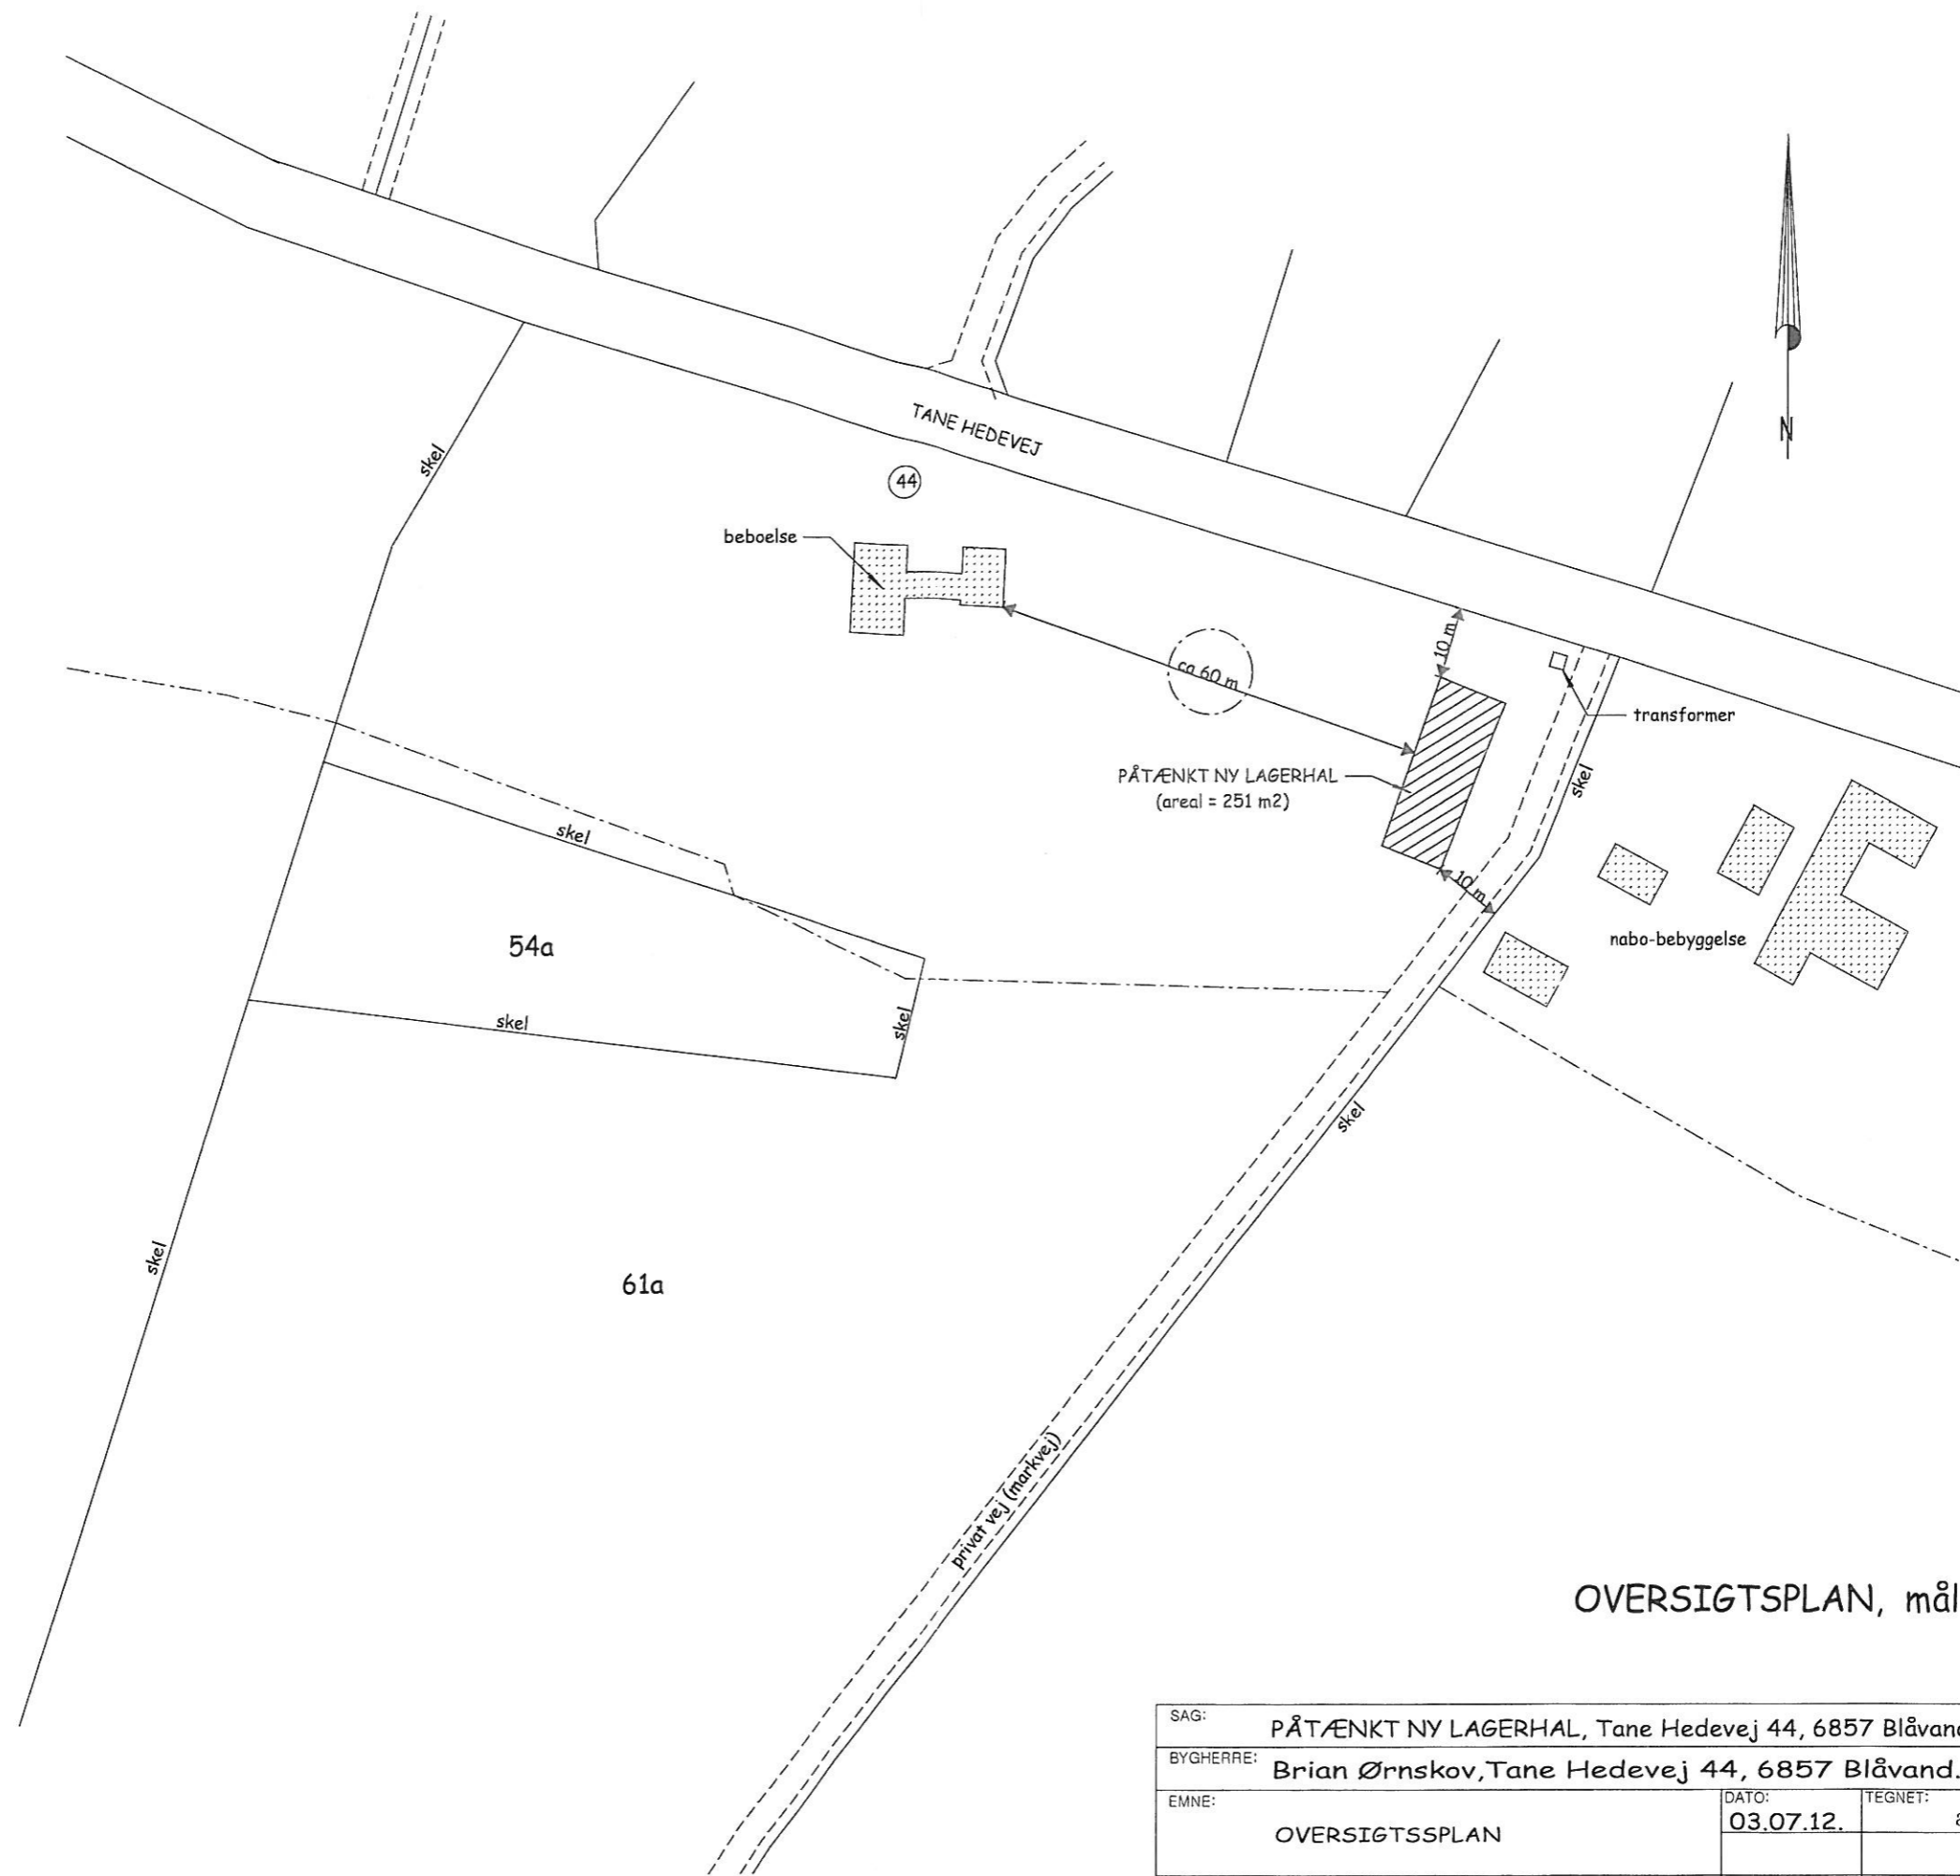 TANE HEDEVEJ
N
skel
44
beboelse
10 m
ca 60 m
transformer
PÅTÆNKT NY LAGERHAL
(areal = 251 m2)
skel
skel
10 m
54a
nabo-bebyggelse
skel
skel
skel
skel
61a
privat vej (markvej)
OVERSIGTSPLAN, mål
SAG: PÅTÆNKT NY LAGERHAL, Tane Hedevej 44, 6857 Blåvand
BYGHERRE: Brian Ørnskov, Tane Hedevej 44, 6857 Blåvand.
EMNE: OVERSIGTSSPLAN
DATO: 03.07.12.
TEGNET: